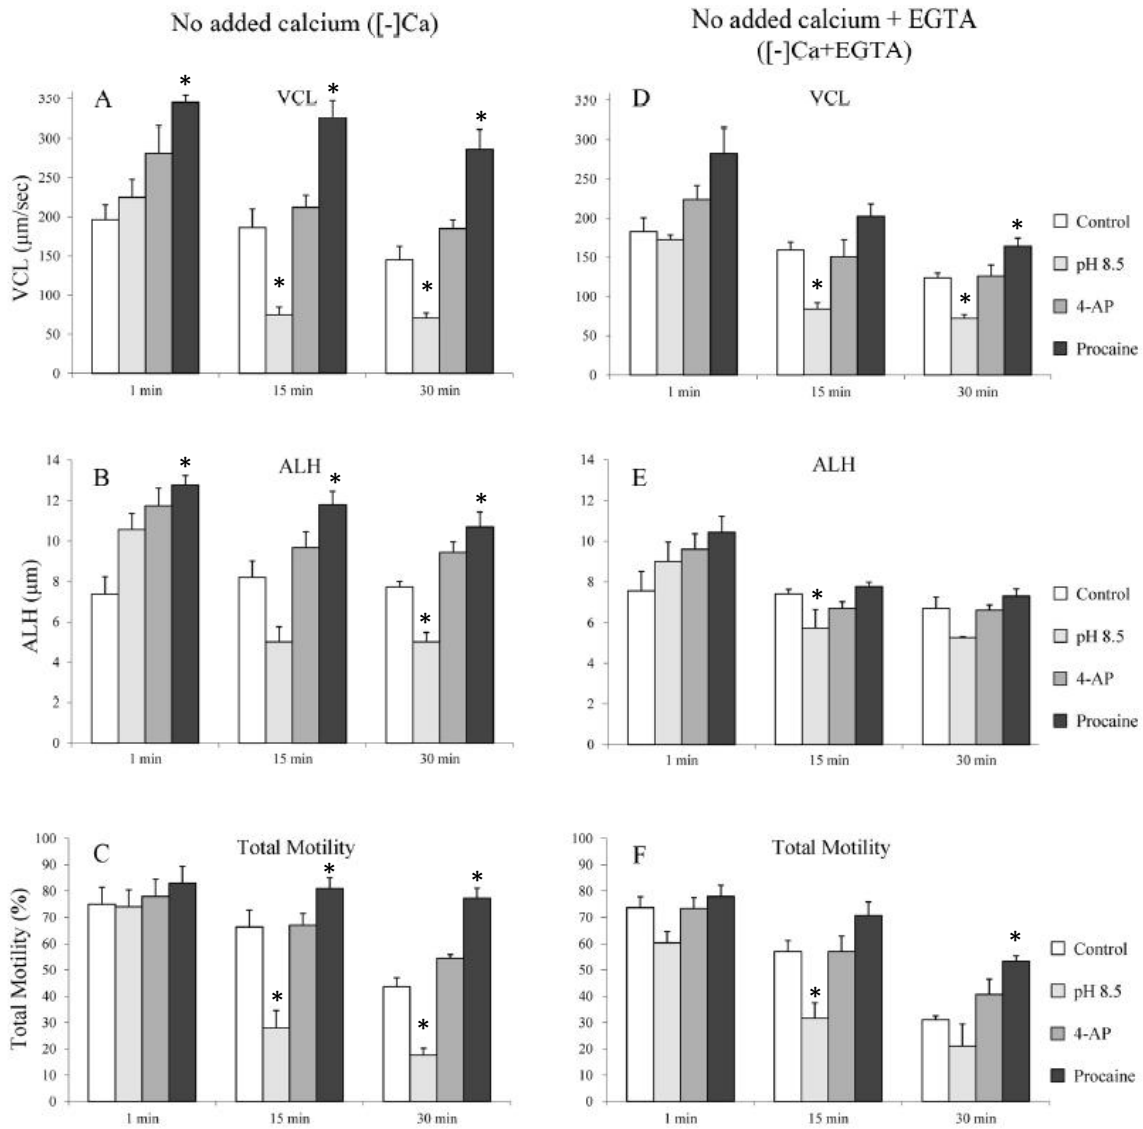 No added calcium ([-]Ca)
No added calcium + EGTA
([-]Ca+EGTA)
A
VCL
*
*
*
*
*
VCL (µm/sec)
350
300
250
200
150
100
50
0
1 min
15 min
30 min
D
VCL
*
*
*
350
300
250
200
150
100
50
0
1 min
15 min
30 min
Control
pH 8.5
4-AP
Procaine
B
ALH
*
*
*
*
ALH (µm)
14
12
10
8
6
4
2
0
1 min
15 min
30 min
E
ALH
*
14
12
10
8
6
4
2
0
1 min
15 min
30 min
Control
pH 8.5
4-AP
Procaine
C
Total Motility
*
*
*
*
Total Motility (%)
100
90
80
70
60
50
40
30
20
10
0
1 min
15 min
30 min
F
Total Motility
*
*
100
90
80
70
60
50
40
30
20
10
0
1 min
15 min
30 min
Control
pH 8.5
4-AP
Procaine